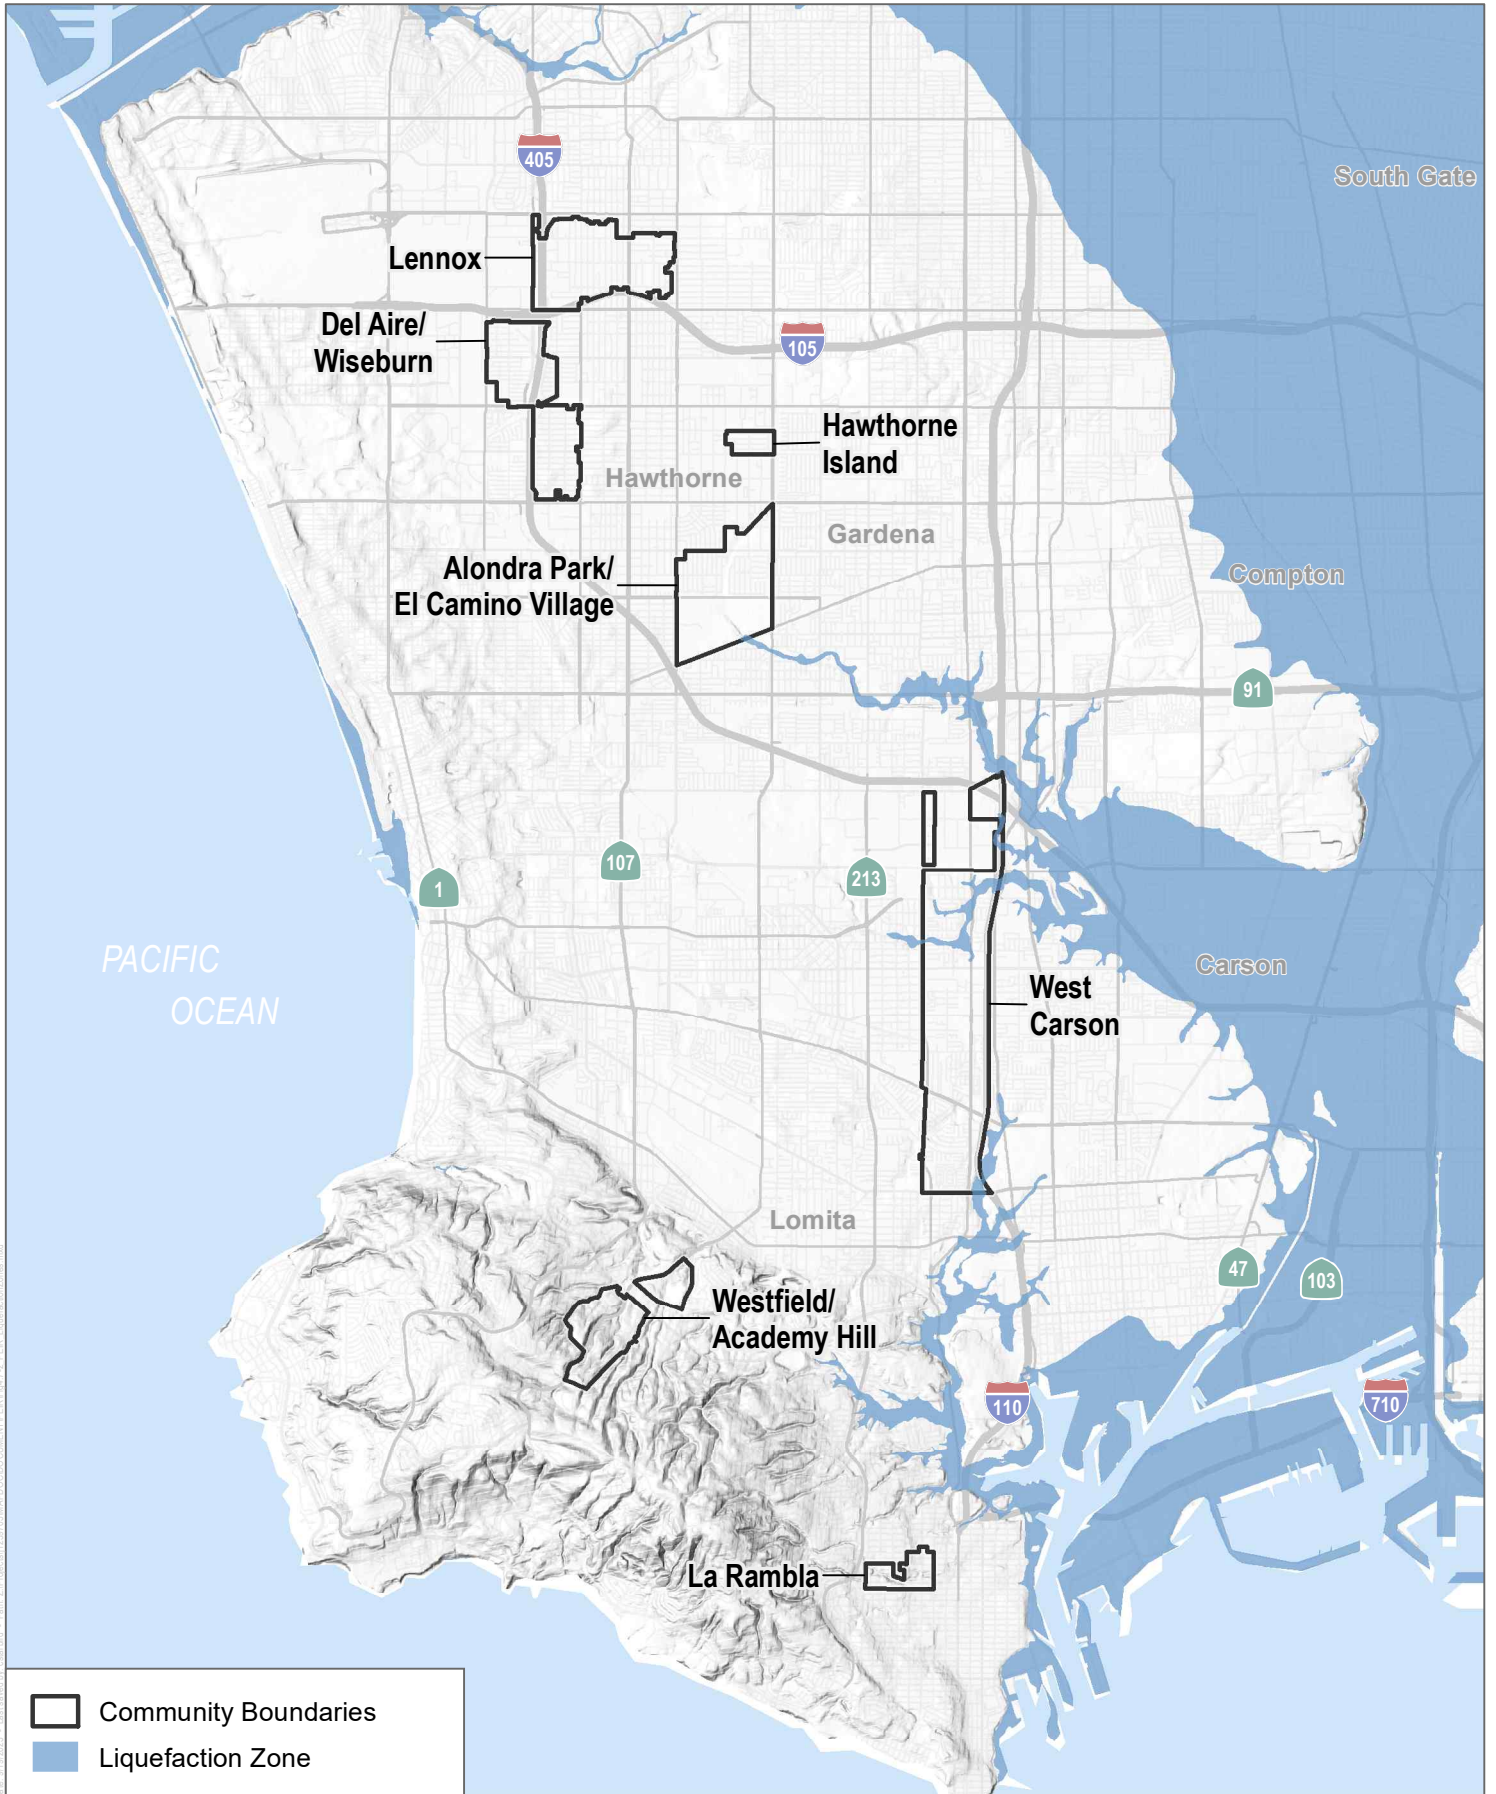 405
South Gate
Lennox
Del Aire/
Wiseburn
105
Hawthorne
Island
Hawthorne
Gardena
Alondra Park/
El Camino Village
Compton
91
107
213
1
PACIFIC
OCEAN
Carson
West
Carson
Lomita
47
103
Westfield/
Academy Hill
110
710
La Rambla
Community Boundaries
Liquefaction Zone